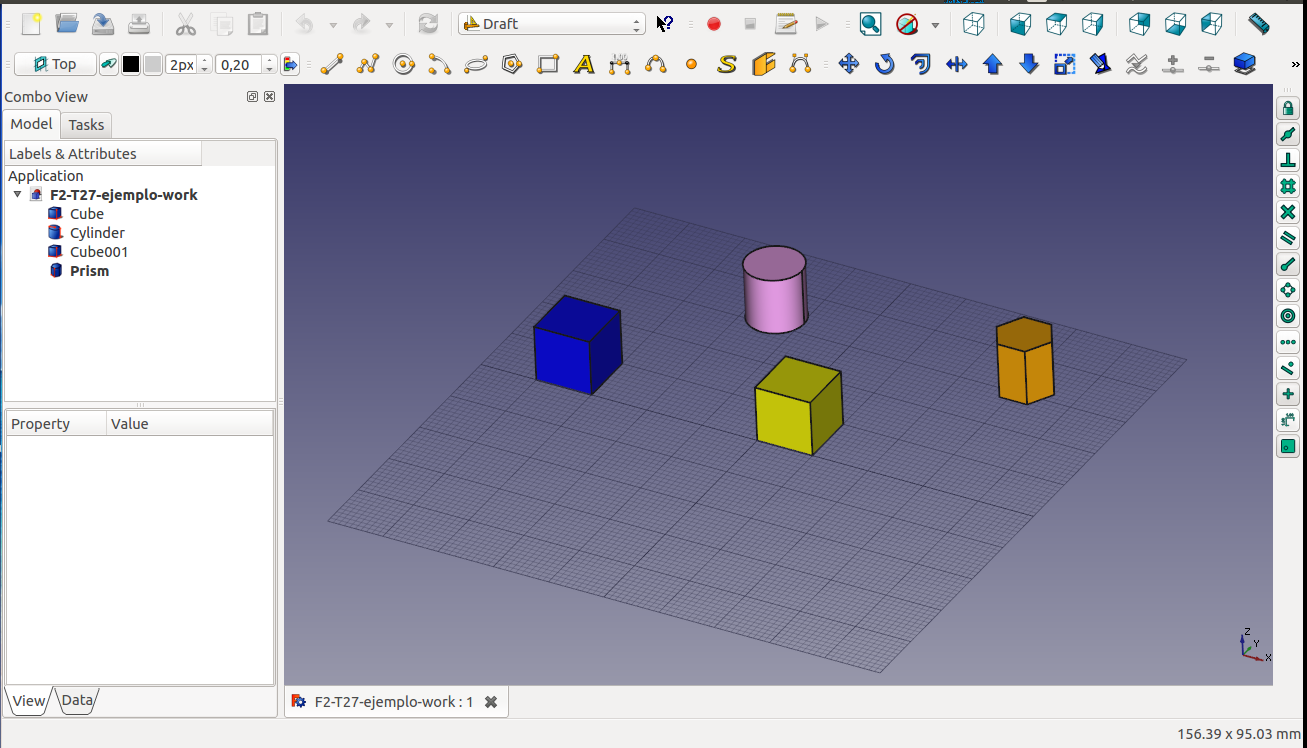 Draft
Top
2px
0,20
Combo View
Model
Tasks
Labels & Attributes
Application
F2-T27-ejemplo-work
Cube
Cylinder
Cube001
Prism
Property
Value
View
Data
Z
Y
X
F2-T27-ejemplo-work : 1
156.39 x 95.03 mm